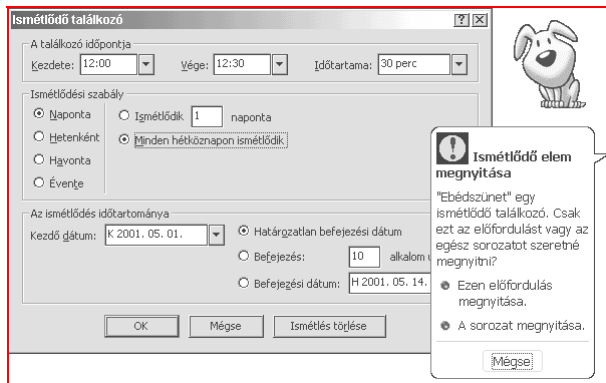 Ismétlődő találkozó
A találkozó időpontja
Kezdete: 12:00 Vége: 12:30 Időtartama: 30 perc
Ismétlődési szabály
Naponta
Hetenként
Havonta
Évente
Ismétlődik 1 naponta
Minden hétköznapon ismétlődik
Az ismétlődés időtartománya
Kezdő dátum: K 2001. 05. 01.
Határozatlan befejezési dátum
Befejezés: 10 alkalom u
Befejezési dátum: H 2001. 05. 14.
OK Mégse Ismétlés törlése
Ismétlődő elem
megnyitása
"Ebédszünet" egy
ismétlődő találkozó. Csak
ezt az előfordulást vagy az
egész sorozatot szeretné
megnyitni?
Ezen előfordulás
megnyitása.
A sorozat megnyitása.
Mégse